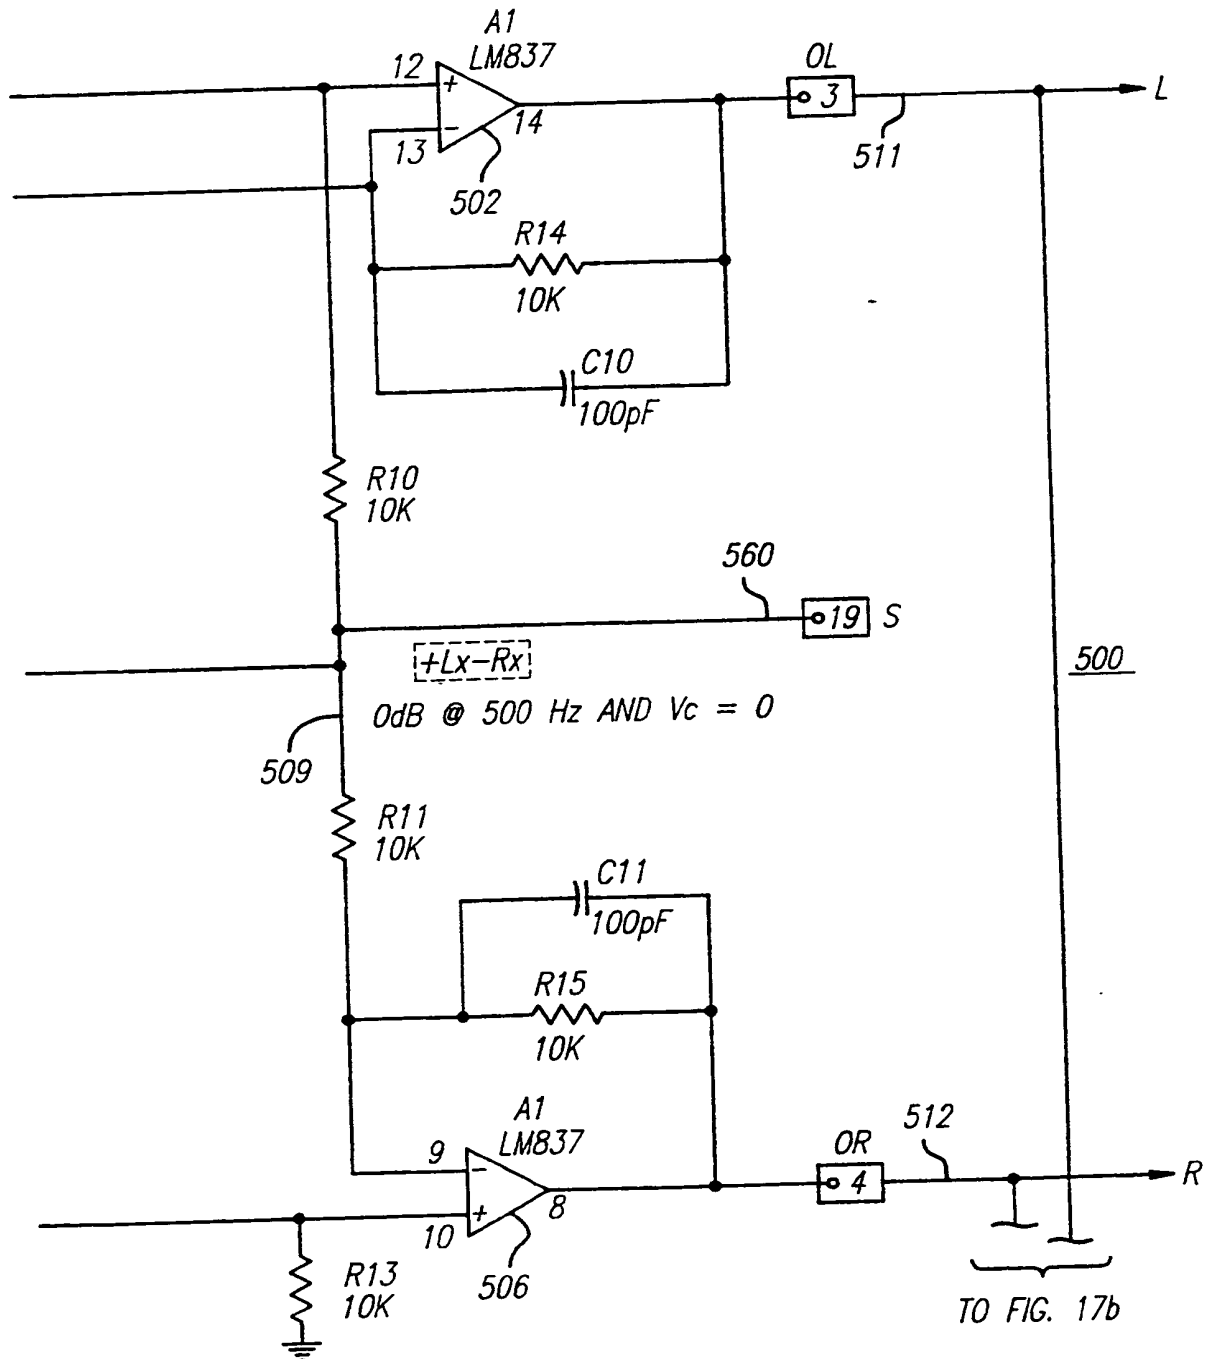 A1
LM837
12
+
−
13
14
502
OL
3
511
L
R14
10K
C10
100pF
R10
10K
560
19
S
+Lx−Rx
500
0dB @ 500 Hz AND Vc = 0
509
R11
10K
C11
100pF
R15
10K
A1
LM837
9
−
+
10
8
506
OR
4
512
R
R13
10K
TO FIG. 17b